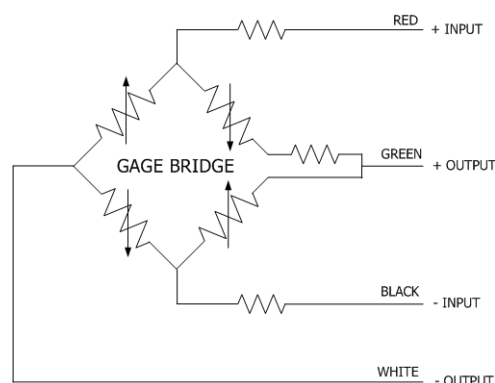 RED
+ INPUT
GAGE BRIDGE
GREEN
+ OUTPUT
BLACK
- INPUT
WHITE
- OUTPUT